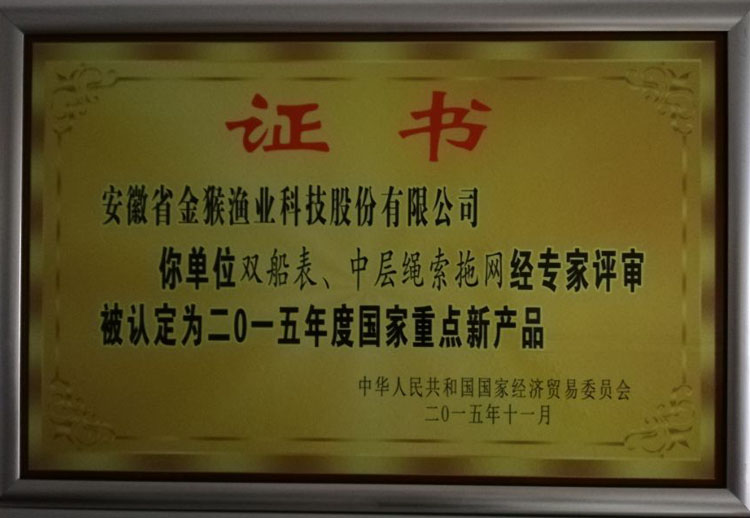 证 书
安徽省金猴渔业科技股份有限公司
你单位双船表、中层绳索拖网经专家评审
被认定为二0一五年度国家重点新产品
中华人民共和国国家经济贸易委员会
二0一五年十一月